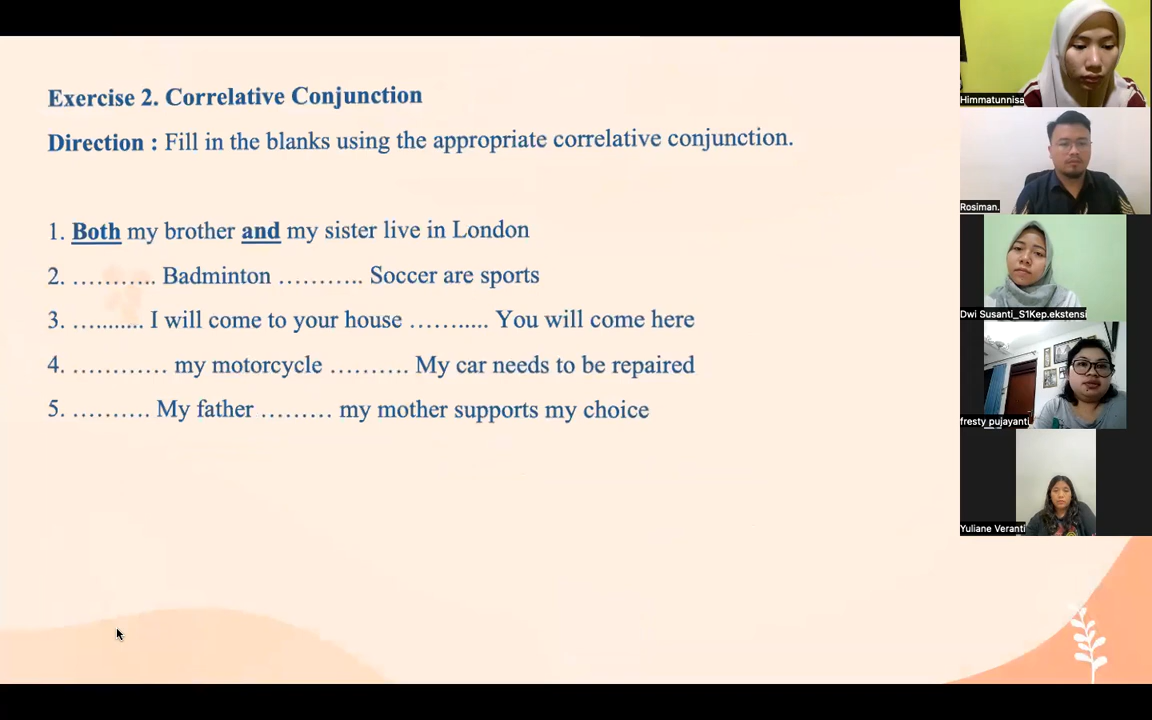 Exercise 2. Correlative Conjunction
Direction : Fill in the blanks using the appropriate correlative conjunction.
1. Both my brother and my sister live in London
2. ……….. Badminton ……….. Soccer are sports
3. …....... I will come to your house ……..... You will come here
4. ………… my motorcycle ………. My car needs to be repaired
5. ………. My father ……… my mother supports my choice
Himmatunnisa
Rosiman.
Dwi Susanti_S1Kep.ekstensi
fresty pujayanti
Yuliane Veranti